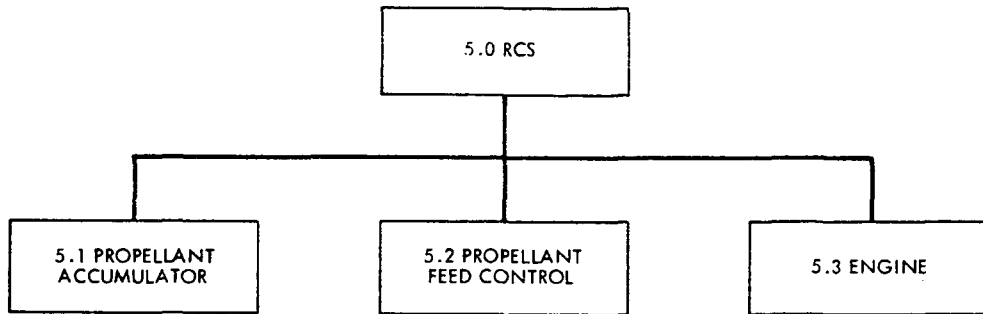 5.0 RCS
5.1 PROPELLANT
ACCUMULATOR
5.2 PROPELLANT
FEED CONTROL
5.3 ENGINE